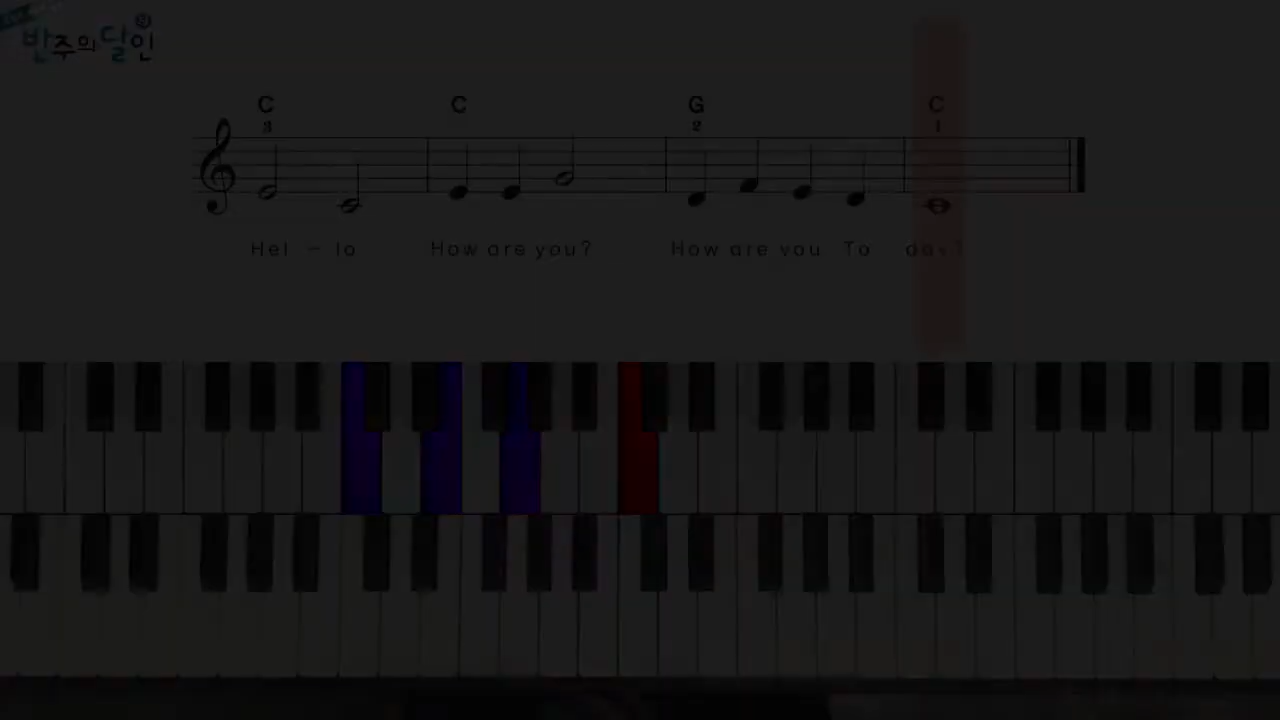 반주의달인
C C G C
3 2 1
Hel – lo How are you? How are you To day?